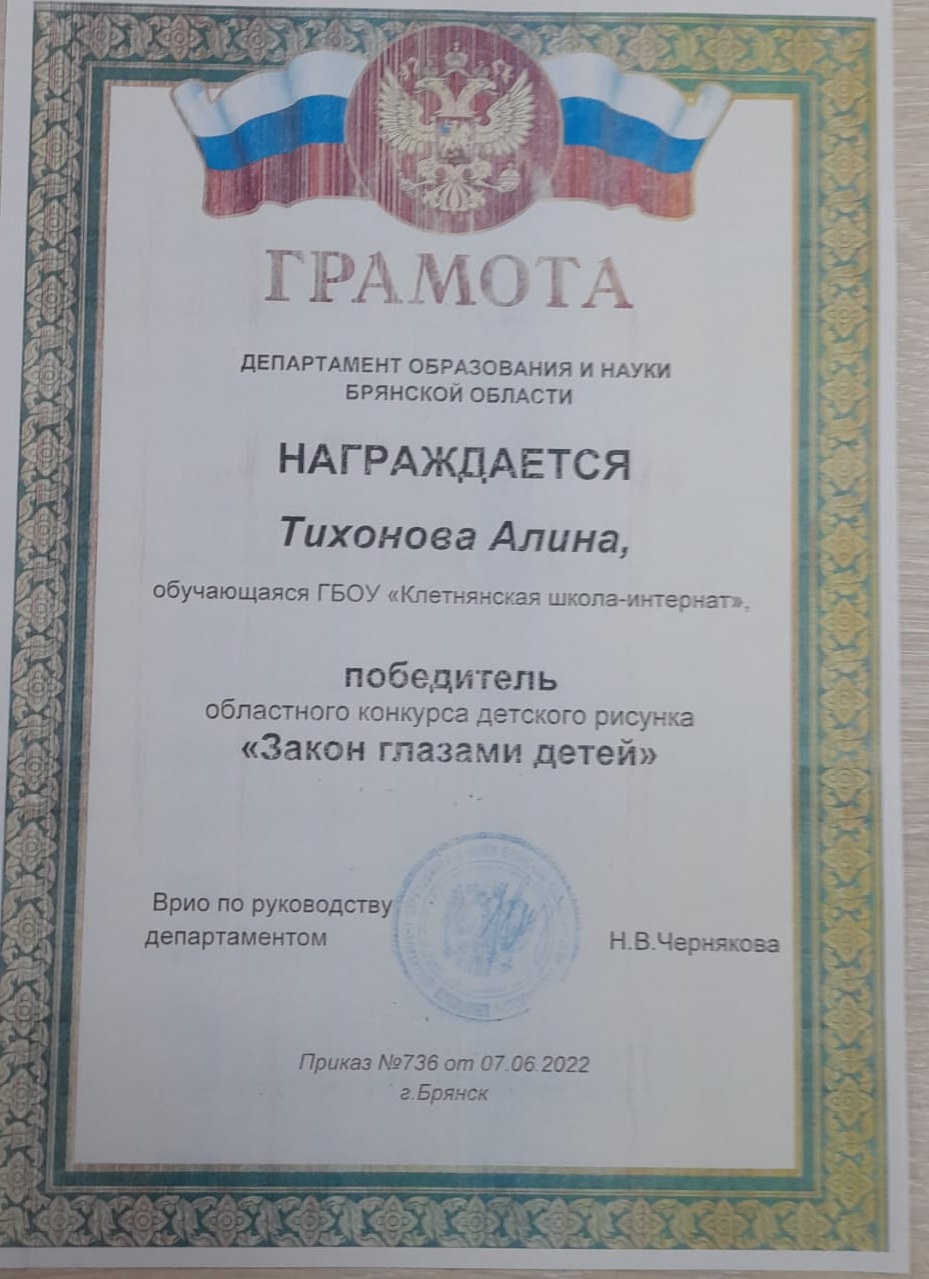 ГРАМОТА
ДЕПАРТАМЕНТ ОБРАЗОВАНИЯ И НАУКИ
БРЯНСКОЙ ОБЛАСТИ
НАГРАЖДАЕТСЯ
Тихонова Алина,
обучающаяся ГБОУ «Клетнянская школа-интернат»,
победитель
областного конкурса детского рисунка
«Закон глазами детей»
Врио по руководству
департаментом
Н.В.Чернякова
Приказ №736 от 07.06.2022
г.Брянск